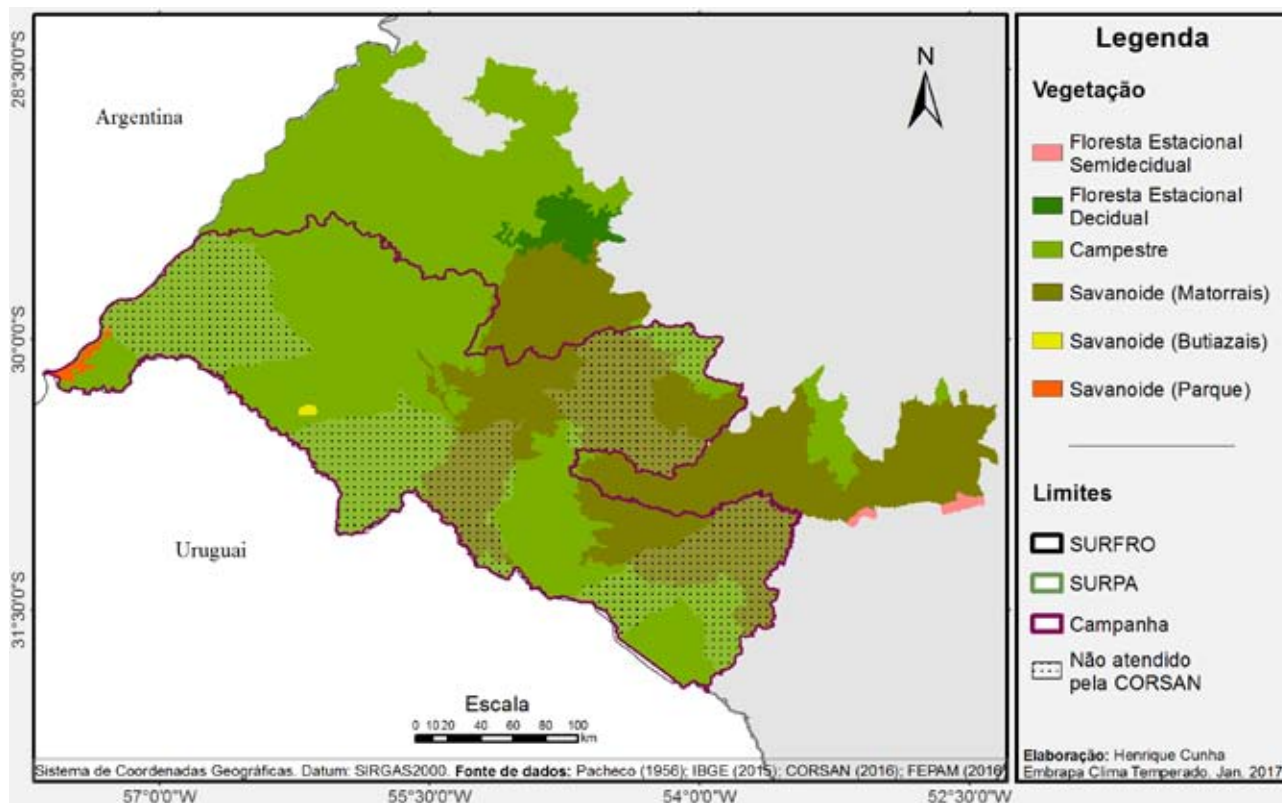 28°30'0"S
30°0'0"S
31°30'0"S
Argentina
Uruguai
N
Escala
0 10 20 40 60 80 100
km
Sistema de Coordenadas Geográficas. Datum: SIRGAS2000. Fonte de dados: Pacheco (1956); IBGE (2015); CORSAN (2016); FEPAM (2016
57°0'0"W
55°30'0"W
54°0'0"W
52°30'0"W
Legenda
Vegetação
Floresta Estacional
Semidecidual
Floresta Estacional
Decidual
Campestre
Savanoide (Matorrais)
Savanoide (Butiazais)
Savanoide (Parque)
Limites
SURFRO
SURPA
Campanha
Não atendido
pela CORSAN
Elaboração: Henrique Cunha
Embrapa Clima Temperado. Jan. 2017